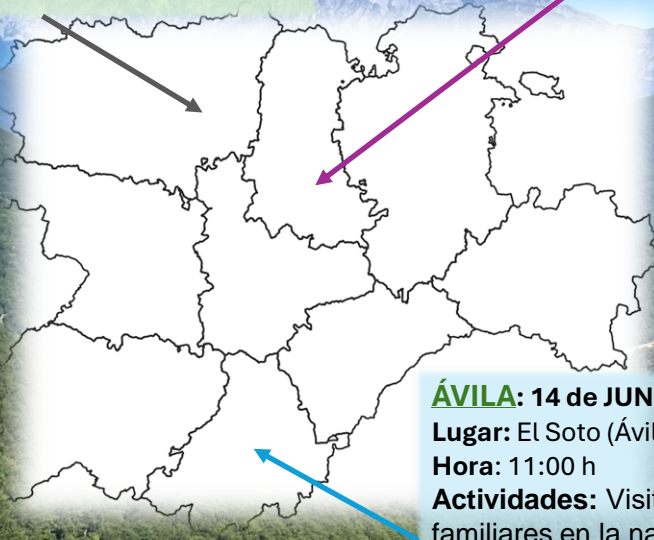 ÁVILA: 14 de JUN
Lugar: El Soto (Ávil
Hora: 11:00 h
Actividades: Visit
familiares en la na